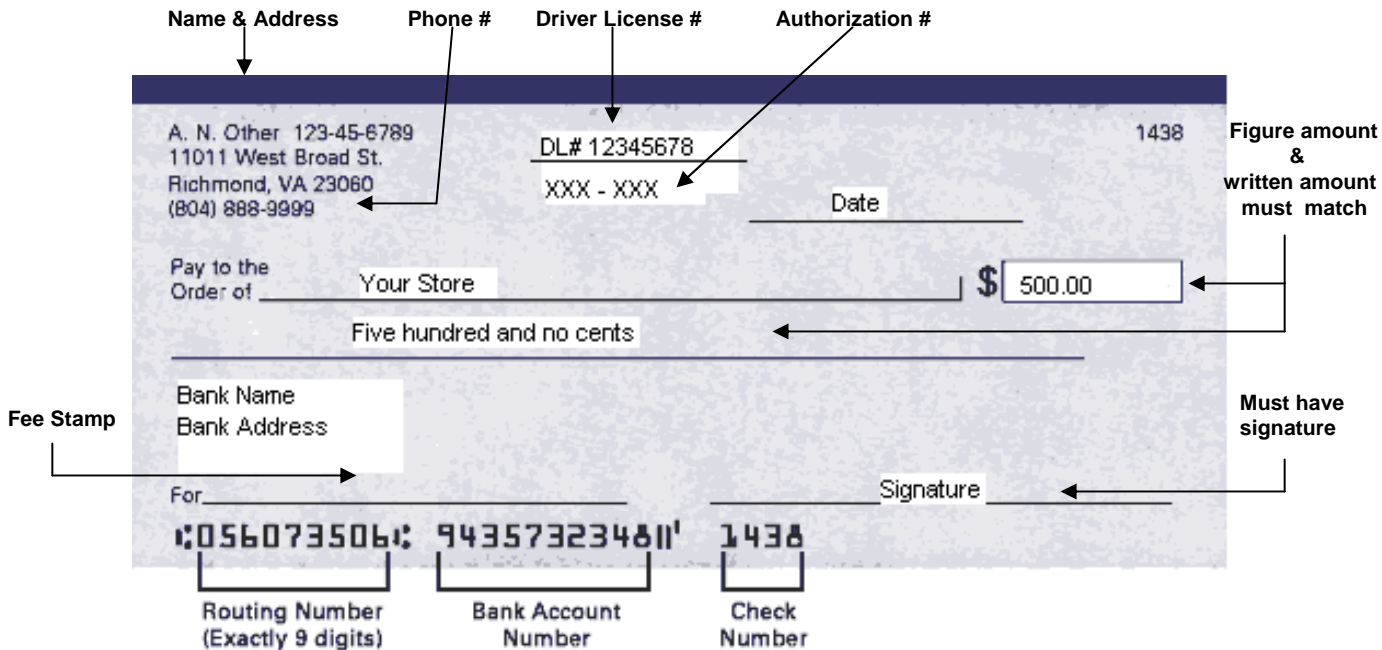 Name & Address Phone # Driver License # Authorization #
A. N. Other 123-45-6789
11011 West Broad St.
Richmond, VA 23060
(804) 888-9999
DL# 12345678
XXX - XXX
1438
Date
Figure amount
&
written amount
must match
Pay to the
Order of Your Store $ 500.00
Five hundred and no cents
Bank Name
Bank Address
Fee Stamp
Must have
signature
For Signature
⑆056073506⑆ 9435732348⑈ 1438
Routing Number
(Exactly 9 digits)
Bank Account
Number
Check
Number